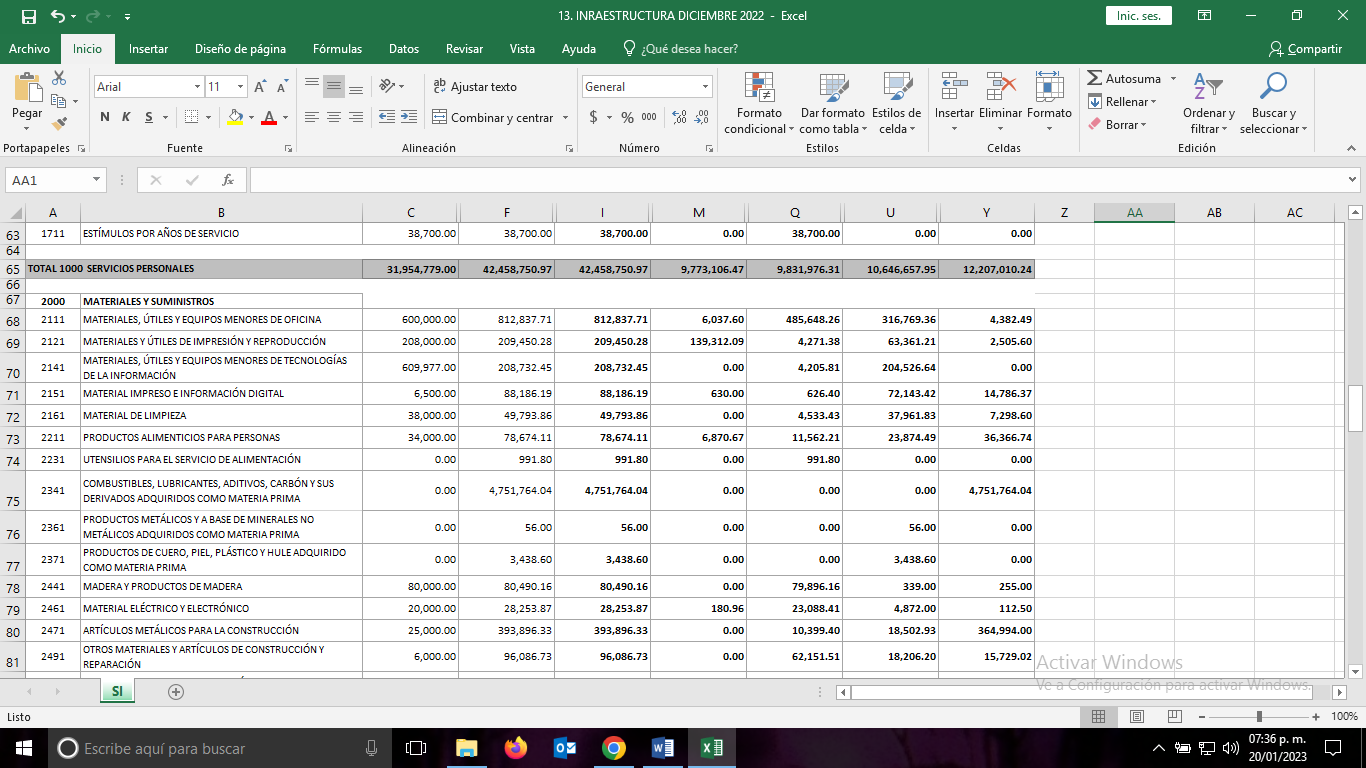 13. INRAESTRUCTURA DICIEMBRE 2022 - Excel
Inic. ses.
Archivo Inicio Insertar Diseño de página Fórmulas Datos Revisar Vista Ayuda ¿Qué desea hacer? Compartir
Pegar
Arial 11
N K S
Ajustar texto
Combinar y centrar
General
$ % 000
Formato condicional
Dar formato como tabla
Estilos de celda
Insertar Eliminar Formato
Autosuma
Rellenar
Borrar
Ordenar y filtrar
Buscar y seleccionar
Portapapeles Fuente Alineación Número Estilos Celdas Edición
AA1 fx
A B C F I M Q U Y Z AA AB AC
63 1711 ESTÍMULOS POR AÑOS DE SERVICIO 38,700.00 38,700.00 38,700.00 0.00 38,700.00 0.00 0.00
64
65 TOTAL 1000 SERVICIOS PERSONALES 31,954,779.00 42,458,750.97 42,458,750.97 9,773,106.47 9,831,976.31 10,646,657.95 12,207,010.24
66
67 2000 MATERIALES Y SUMINISTROS
68 2111 MATERIALES, ÚTILES Y EQUIPOS MENORES DE OFICINA 600,000.00 812,837.71 812,837.71 6,037.60 485,648.26 316,769.36 4,382.49
69 2121 MATERIALES Y ÚTILES DE IMPRESIÓN Y REPRODUCCIÓN 208,000.00 209,450.28 209,450.28 139,312.09 4,271.38 63,361.21 2,505.60
70 2141 MATERIALES, ÚTILES Y EQUIPOS MENORES DE TECNOLOGÍAS DE LA INFORMACIÓN 609,977.00 208,732.45 208,732.45 0.00 4,205.81 204,526.64 0.00
71 2151 MATERIAL IMPRESO E INFORMACIÓN DIGITAL 6,500.00 88,186.19 88,186.19 630.00 626.40 72,143.42 14,786.37
72 2161 MATERIAL DE LIMPIEZA 38,000.00 49,793.86 49,793.86 0.00 4,533.43 37,961.83 7,298.60
73 2211 PRODUCTOS ALIMENTICIOS PARA PERSONAS 34,000.00 78,674.11 78,674.11 6,870.67 11,562.21 23,874.49 36,366.74
74 2231 UTENSILIOS PARA EL SERVICIO DE ALIMENTACIÓN 0.00 991.80 991.80 0.00 991.80 0.00 0.00
75 2341 COMBUSTIBLES, LUBRICANTES, ADITIVOS, CARBÓN Y SUS DERIVADOS ADQUIRIDOS COMO MATERIA PRIMA 0.00 4,751,764.04 4,751,764.04 0.00 0.00 0.00 4,751,764.04
76 2361 PRODUCTOS METÁLICOS Y A BASE DE MINERALES NO METÁLICOS ADQUIRIDOS COMO MATERIA PRIMA 0.00 56.00 56.00 0.00 0.00 56.00 0.00
77 2371 PRODUCTOS DE CUERO, PIEL, PLÁSTICO Y HULE ADQUIRIDO COMO MATERIA PRIMA 0.00 3,438.60 3,438.60 0.00 0.00 3,438.60 0.00
78 2441 MADERA Y PRODUCTOS DE MADERA 80,000.00 80,490.16 80,490.16 0.00 79,896.16 339.00 255.00
79 2461 MATERIAL ELÉCTRICO Y ELECTRÓNICO 20,000.00 28,253.87 28,253.87 180.96 23,088.41 4,872.00 112.50
80 2471 ARTÍCULOS METÁLICOS PARA LA CONSTRUCCIÓN 25,000.00 393,896.33 393,896.33 0.00 10,399.40 18,502.93 364,994.00
81 2491 OTROS MATERIALES Y ARTÍCULOS DE CONSTRUCCIÓN Y REPARACIÓN 6,000.00 96,086.73 96,086.73 0.00 62,151.51 18,206.20 15,729.02
Activar Windows
Ve a Configuración para activar Windows.
SI
Listo 100%
Escribe aquí para buscar
07:36 p. m.
20/01/2023